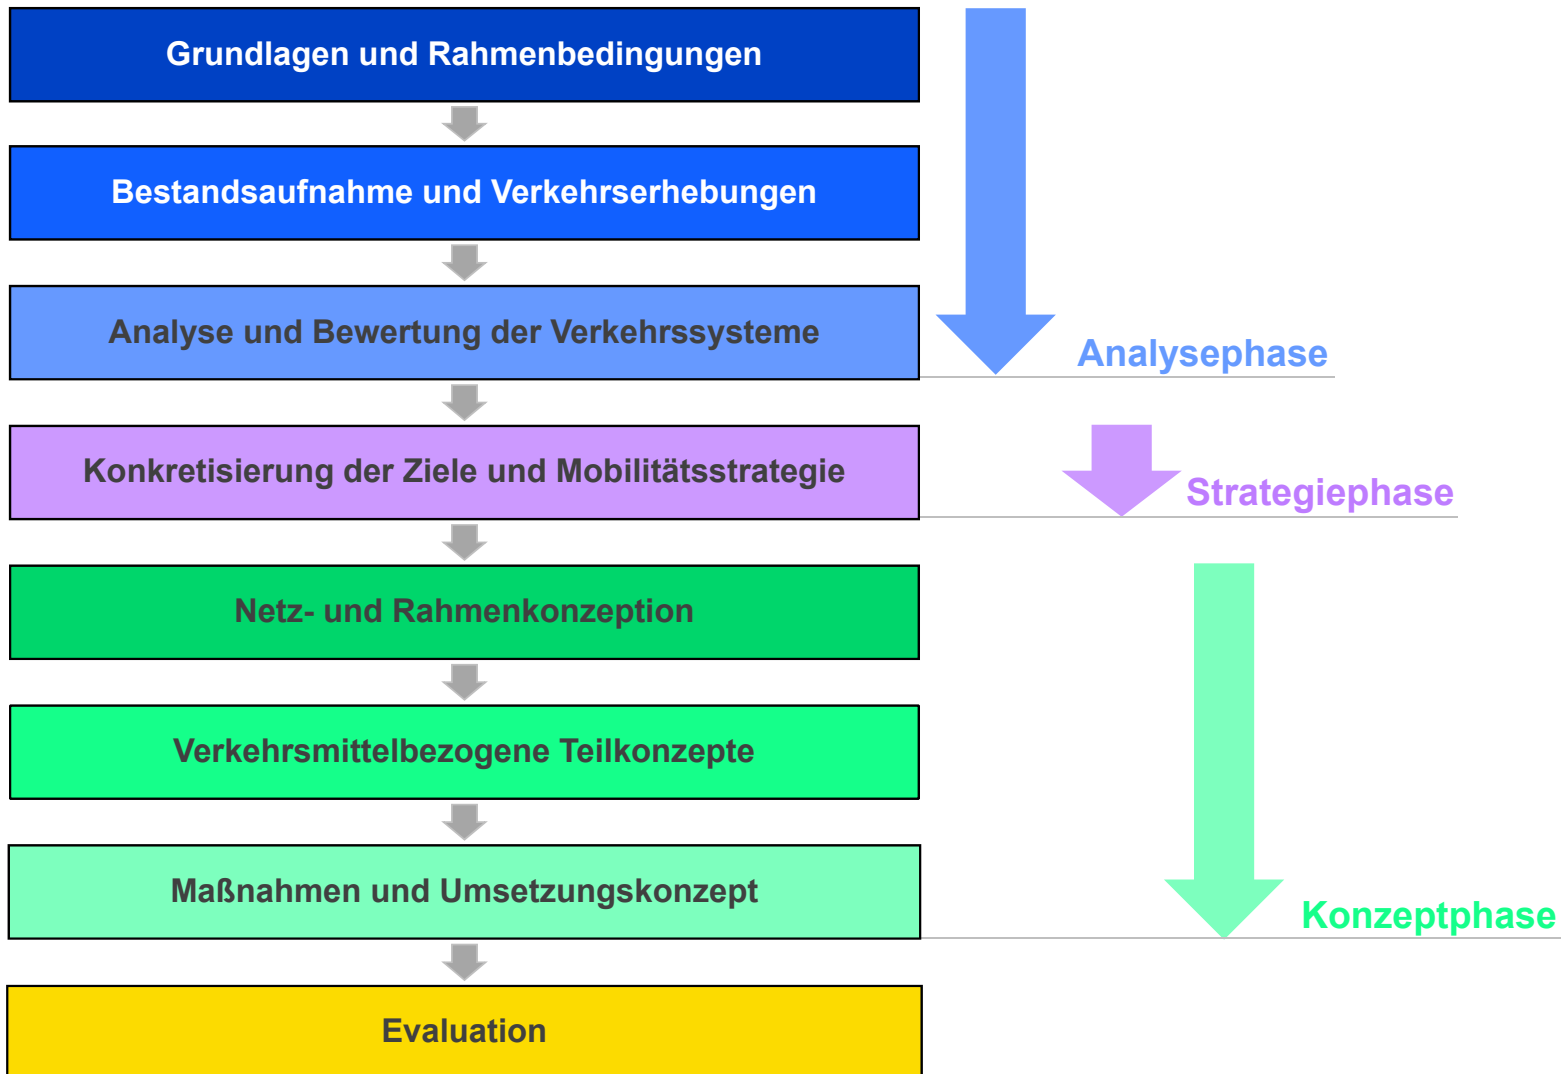 Grundlagen und Rahmenbedingungen
Bestandsaufnahme und Verkehrserhebungen
Analyse und Bewertung der Verkehrssysteme
Analysephase
Konkretisierung der Ziele und Mobilitätsstrategie
Strategiephase
Netz- und Rahmenkonzeption
Verkehrsmittelbezogene Teilkonzepte
Maßnahmen und Umsetzungskonzept
Konzeptphase
Evaluation